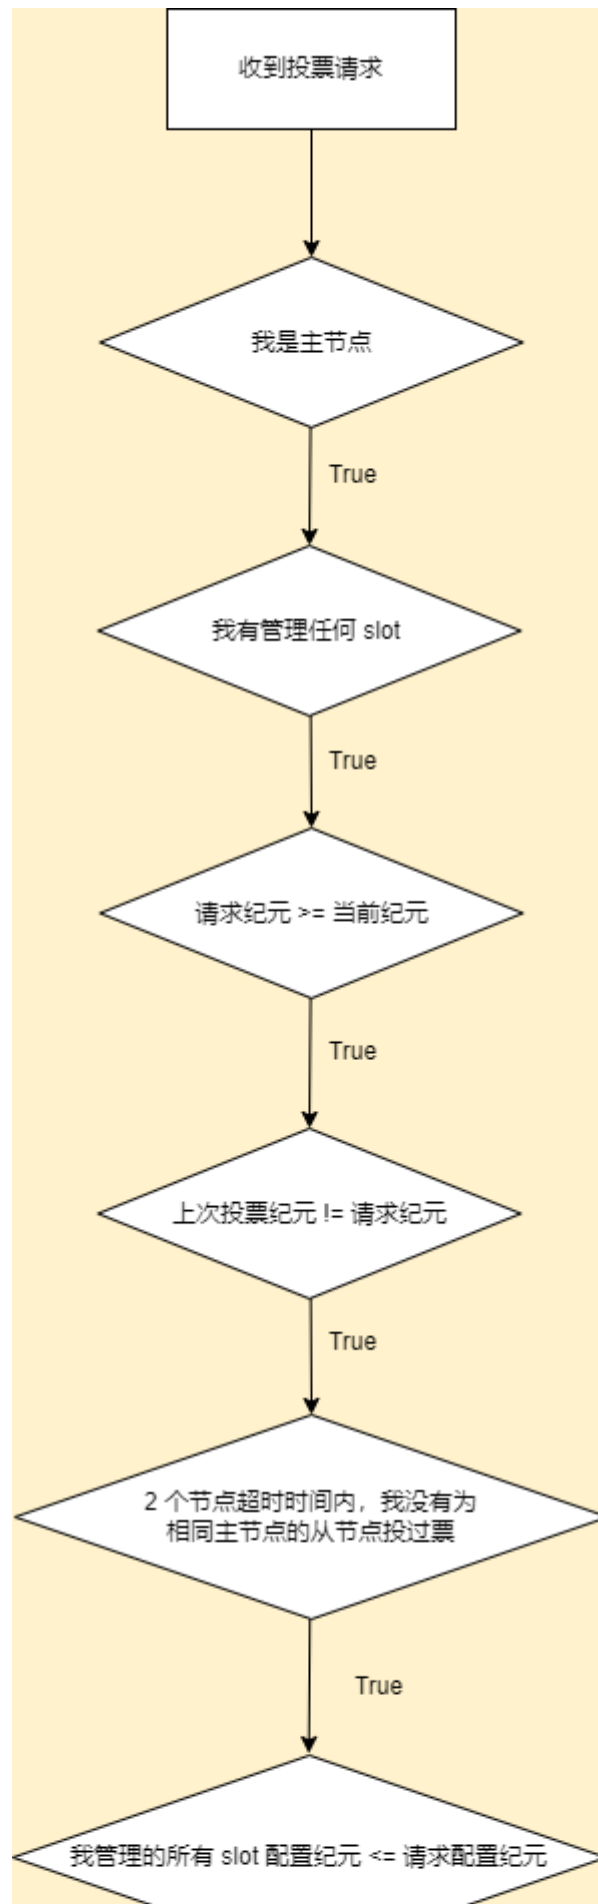 收到投票请求
我是主节点
True
我有管理任何 slot
True
请求纪元 >= 当前纪元
True
上次投票纪元 != 请求纪元
True
2 个节点超时时间内，我没有为
相同主节点的从节点投过票
True
我管理的所有 slot 配置纪元 <= 请求配置纪元